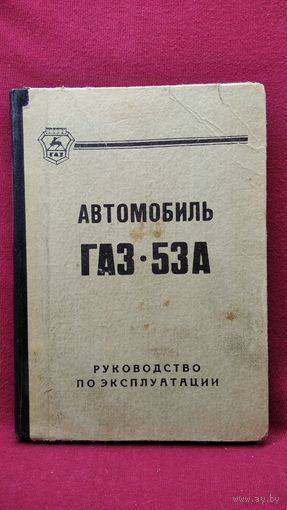 ГАЗ
АВТОМОБИЛЬ
ГАЗ·53А
РУКОВОДСТВО
ПО ЭКСПЛУАТАЦИИ
www.ay.by